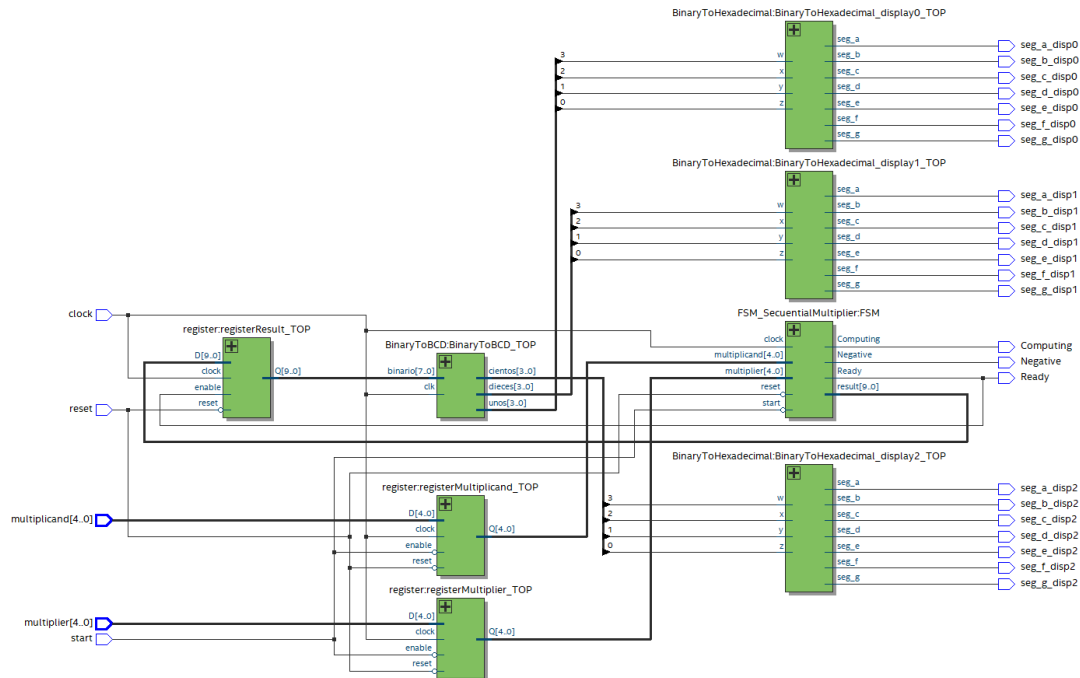 BinaryToHexadecimal:BinaryToHexadecimal_display0_TOP
w
x
y
z
3
2
1
0
seg_a
seg_b
seg_c
seg_d
seg_e
seg_f
seg_g
seg_a_disp0
seg_b_disp0
seg_c_disp0
seg_d_disp0
seg_e_disp0
seg_f_disp0
seg_g_disp0
BinaryToHexadecimal:BinaryToHexadecimal_display1_TOP
3
2
1
0
w
x
y
z
seg_a
seg_b
seg_c
seg_d
seg_e
seg_f
seg_g
seg_a_disp1
seg_b_disp1
seg_c_disp1
seg_d_disp1
seg_e_disp1
seg_f_disp1
seg_g_disp1
clock
reset
register:registerResult_TOP
D[9..0]
clock
enable
reset
Q[9..0]
BinaryToBCD:BinaryToBCD_TOP
binario[7..0]
clk
cientos[3..0]
dieces[3..0]
unos[3..0]
FSM_SecuentialMultiplier:FSM
clock
multiplicand[4..0]
multiplier[4..0]
reset
start
Computing
Negative
Ready
result[9..0]
Computing
Negative
Ready
multiplicand[4..0]
register:registerMultiplicand_TOP
D[4..0]
clock
enable
reset
Q[4..0]
BinaryToHexadecimal:BinaryToHexadecimal_display2_TOP
3
2
1
0
w
x
y
z
seg_a
seg_b
seg_c
seg_d
seg_e
seg_f
seg_g
seg_a_disp2
seg_b_disp2
seg_c_disp2
seg_d_disp2
seg_e_disp2
seg_f_disp2
seg_g_disp2
multiplier[4..0]
start
register:registerMultiplier_TOP
D[4..0]
clock
enable
reset
Q[4..0]